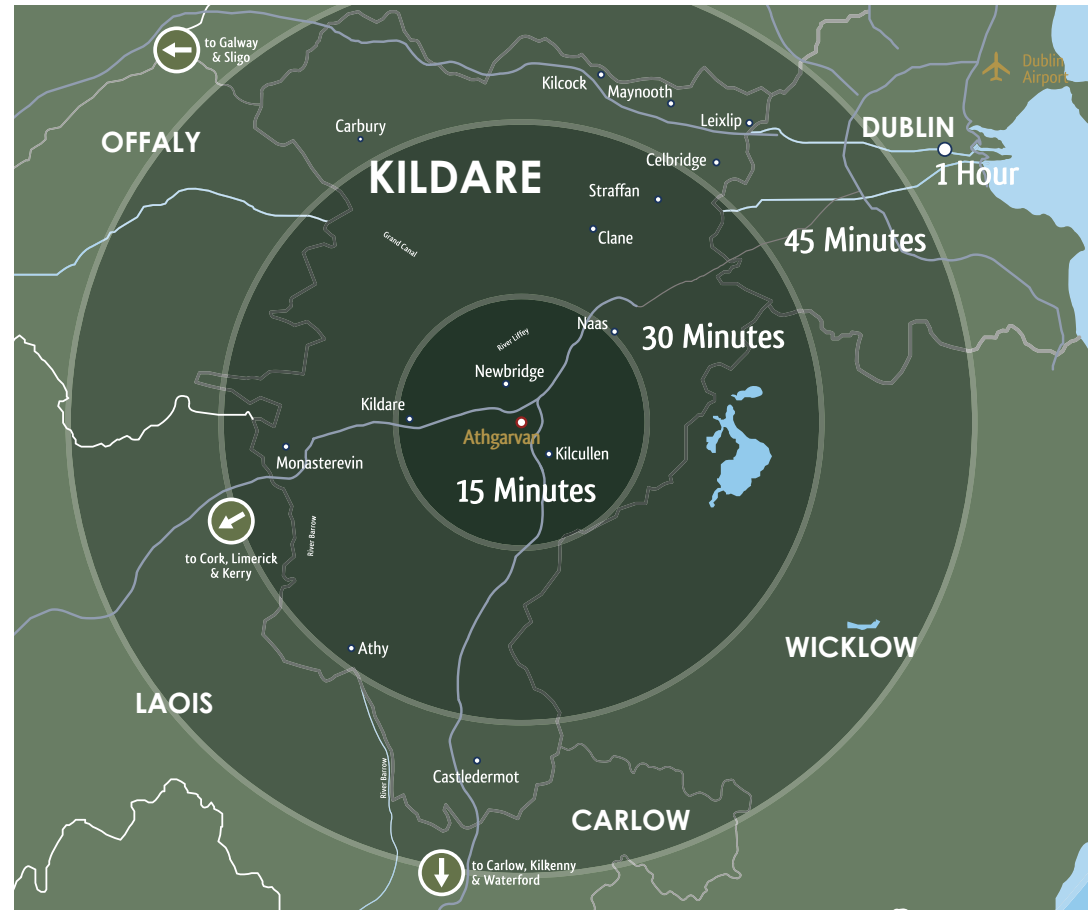 to Galway
& Sligo
Dublin
Airport
Kilcock
Maynooth
Leixlip
Carbury
DUBLIN
OFFALY
Celbridge
KILDARE
1 Hour
Straffan
Clane
45 Minutes
Grand Canal
Naas
30 Minutes
River Liffey
Newbridge
Kildare
Athgarvan
Kilcullen
Monasterevin
15 Minutes
River Barrow
to Cork, Limerick
& Kerry
Athy
WICKLOW
LAOIS
River Barrow
Castledermot
CARLOW
to Carlow, Kilkenny
& Waterford